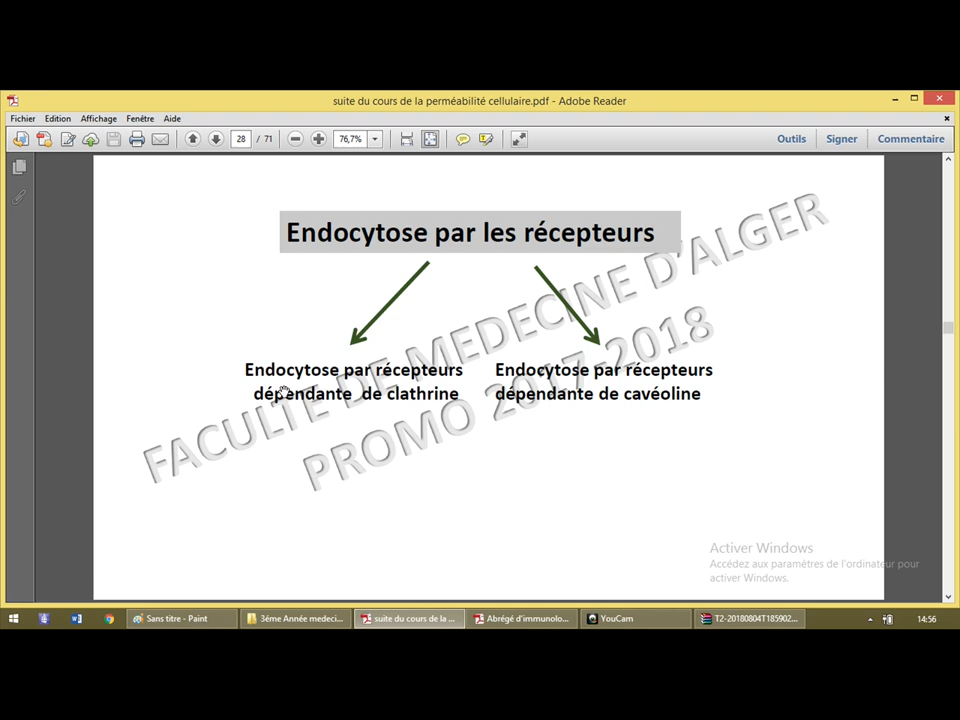 suite du cours de la perméabilité cellulaire.pdf - Adobe Reader
Fichier Edition Affichage Fenêtre Aide
28 / 71 76,7% Outils Signer Commentaire
Endocytose par les récepteurs
Endocytose par récepteurs
dépendante de clathrine
Endocytose par récepteurs
dépendante de cavéoline
FACULTE DE MEDECINE D'ALGER
PROMO 2017-2018
Activer Windows
Accédez aux paramètres de l'ordinateur pour
activer Windows.
Sans titre - Paint 3éme Année medeci... suite du cours de la ... Abrégé d'immunolo... YouCam T2-20180804T185902... 14:56